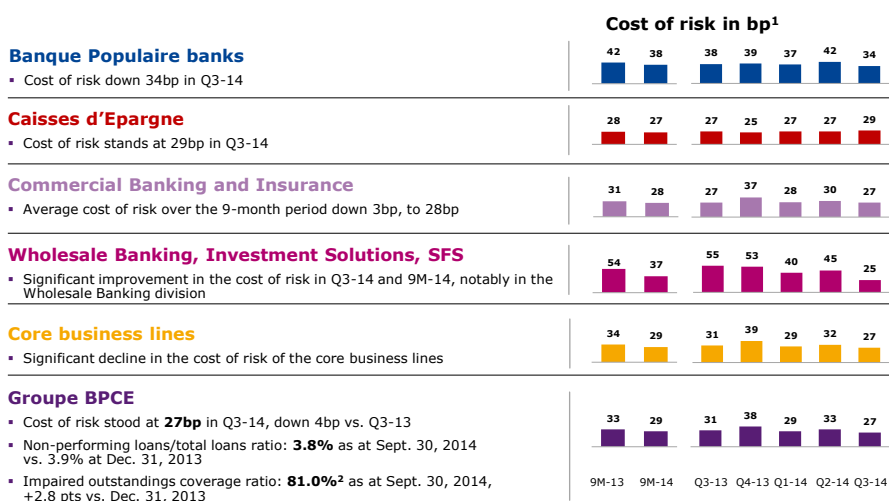 Cost of risk in bp1
Banque Populaire banks
▪ Cost of risk down 34bp in Q3-14
42 38 38 39 37 42 34
Caisses d’Epargne
▪ Cost of risk stands at 29bp in Q3-14
28 27 27 25 27 27 29
Commercial Banking and Insurance
▪ Average cost of risk over the 9-month period down 3bp, to 28bp
31 28 27 37 28 30 27
Wholesale Banking, Investment Solutions, SFS
▪ Significant improvement in the cost of risk in Q3-14 and 9M-14, notably in the
Wholesale Banking division
54 37 55 53 40 45 25
Core business lines
▪ Significant decline in the cost of risk of the core business lines
34 29 31 39 29 32 27
Groupe BPCE
▪ Cost of risk stood at 27bp in Q3-14, down 4bp vs. Q3-13
▪ Non-performing loans/total loans ratio: 3.8% as at Sept. 30, 2014
vs. 3.9% at Dec. 31, 2013
▪ Impaired outstandings coverage ratio: 81.0%2 as at Sept. 30, 2014,
+2.8 pts vs. Dec. 31, 2013
33 29 31 38 29 33 27
9M-13 9M-14 Q3-13 Q4-13 Q1-14 Q2-14 Q3-14